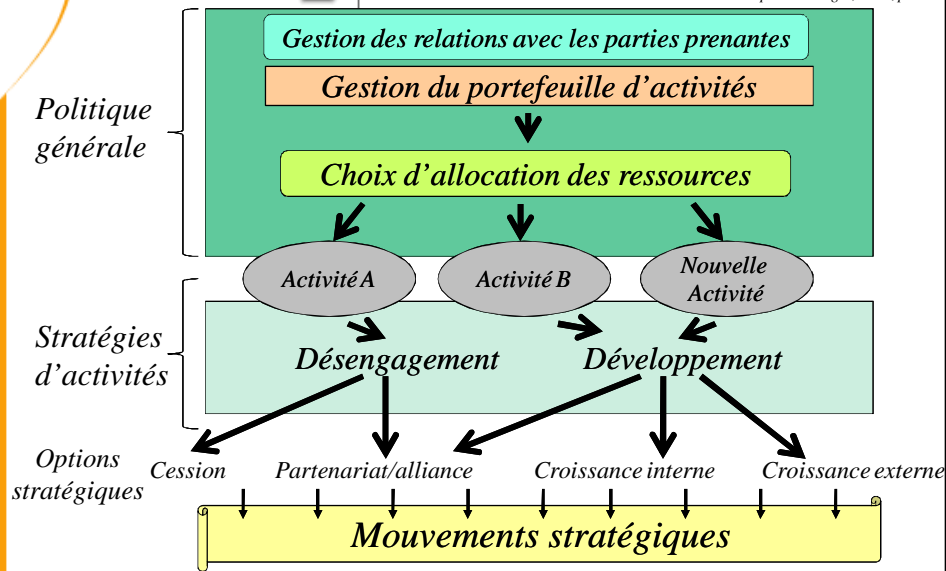 Gestion des relations avec les parties prenantes
Gestion du portefeuille d'activités
Politique
générale
Choix d'allocation des ressources
Activité A
Activité B
Nouvelle
Activité
Stratégies
d'activités
Désengagement
Développement
Options
stratégiques
Cession
Partenariat/alliance
Croissance interne
Croissance externe
Mouvements stratégiques